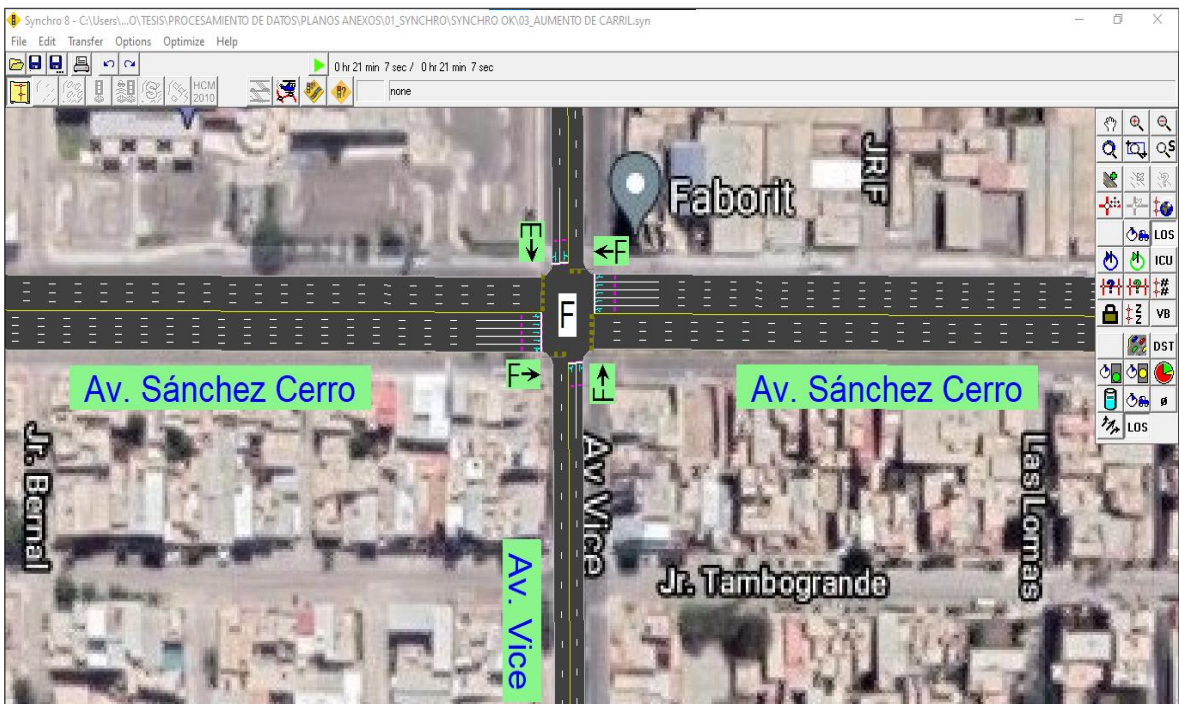 Synchro 8 - C:\Users\...O\TESIS\PROCESAMIENTO DE DATOS\PLANOS ANEXOS\01_SYNCHRO\SYNCHRO OK\03_AUMENTO DE CARRIL.syn
File Edit Transfer Options Optimize Help
0 hr 21 min 7 sec / 0 hr 21 min 7 sec
HCM
2010
none
JRIF
Faborit
E
F
F
F
F
Av. Sánchez Cerro
Av. Sánchez Cerro
Jr. Bernal
Av Vice
Las Lomas
Av. Vice
Jr. Tambogrande
S
LOS
ICU
##
VB
DST
ø
LOS